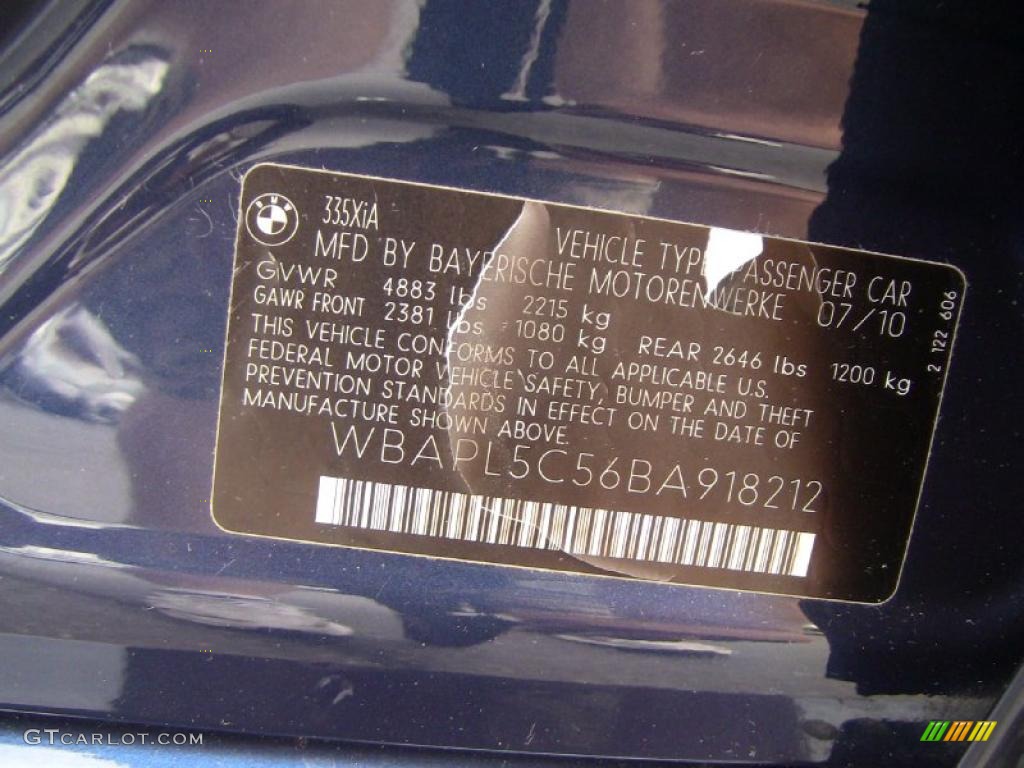 BMW
335XiA
VEHICLE TYPE PASSENGER CAR
MFD BY BAYERISCHE MOTORENWERKE 07/10
GVWR 4883 lbs 2215 kg
GAWR FRONT 2381 lbs 1080 kg REAR 2646 lbs 1200 kg
THIS VEHICLE CONFORMS TO ALL APPLICABLE U.S.
FEDERAL MOTOR VEHICLE SAFETY, BUMPER AND THEFT
PREVENTION STANDARDS IN EFFECT ON THE DATE OF
MANUFACTURE SHOWN ABOVE.
WBAPL5C56BA918212
2 122 606
GTCARLOT.COM